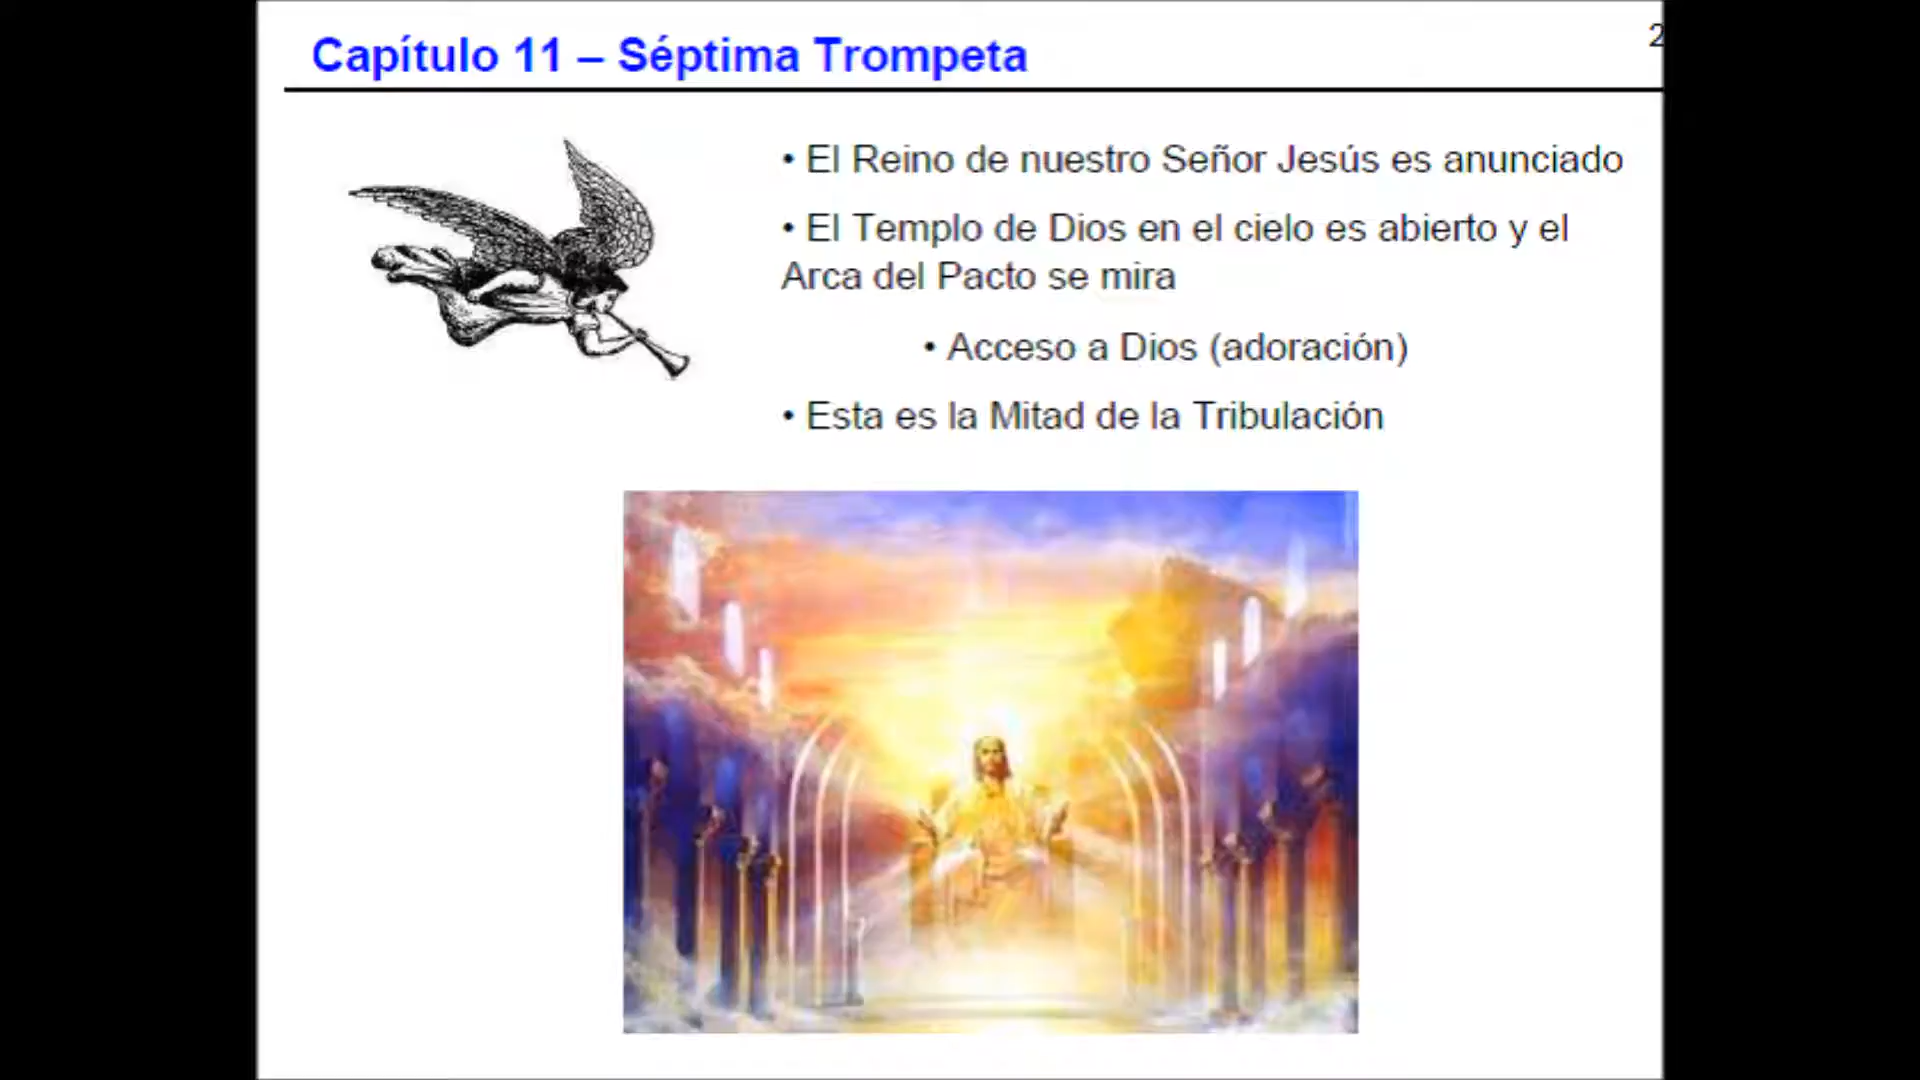 2
Capítulo 11 – Séptima Trompeta
• El Reino de nuestro Señor Jesús es anunciado
• El Templo de Dios en el cielo es abierto y el
Arca del Pacto se mira
• Acceso a Dios (adoración)
• Esta es la Mitad de la Tribulación